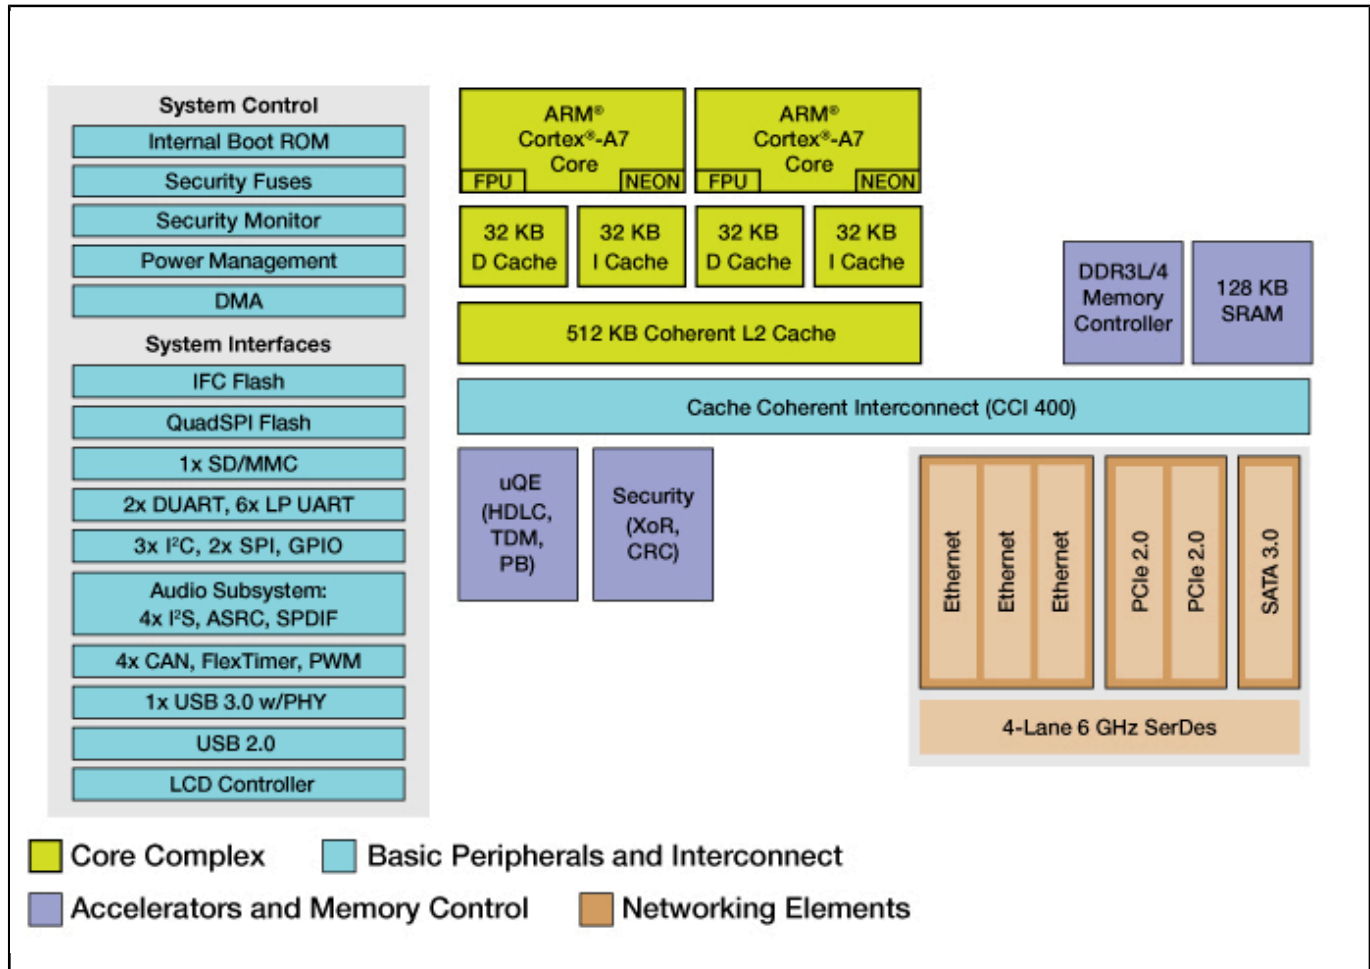 System Control
Internal Boot ROM
Security Fuses
Security Monitor
Power Management
DMA
System Interfaces
IFC Flash
QuadSPI Flash
1x SD/MMC
2x DUART, 6x LP UART
3x I²C, 2x SPI, GPIO
Audio Subsystem:
4x I²S, ASRC, SPDIF
4x CAN, FlexTimer, PWM
1x USB 3.0 w/PHY
USB 2.0
LCD Controller
ARM®
Cortex®-A7
Core
FPU
NEON
ARM®
Cortex®-A7
Core
FPU
NEON
32 KB
D Cache
32 KB
I Cache
32 KB
D Cache
32 KB
I Cache
512 KB Coherent L2 Cache
DDR3L/4
Memory
Controller
128 KB
SRAM
Cache Coherent Interconnect (CCI 400)
uQE
(HDLC,
TDM,
PB)
Security
(XoR,
CRC)
Ethernet
Ethernet
Ethernet
PCIe 2.0
PCIe 2.0
SATA 3.0
4-Lane 6 GHz SerDes
Core Complex
Basic Peripherals and Interconnect
Accelerators and Memory Control
Networking Elements